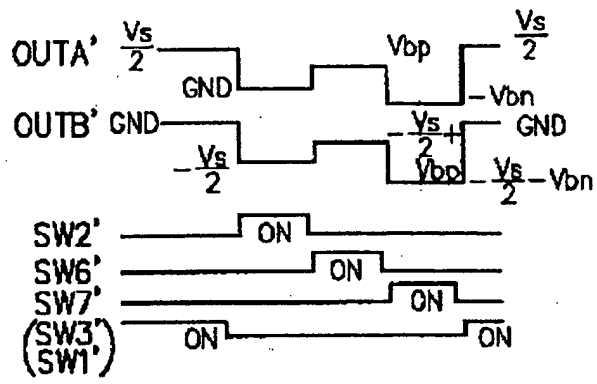 OUTA' Vs/2 GND Vbp -Vbn Vs/2
OUTB' GND -Vs/2 -Vs/2+Vbp -Vs/2-Vbn GND
SW2' ON
SW6' ON
SW7' ON
(SW3' ON ON
SW1')